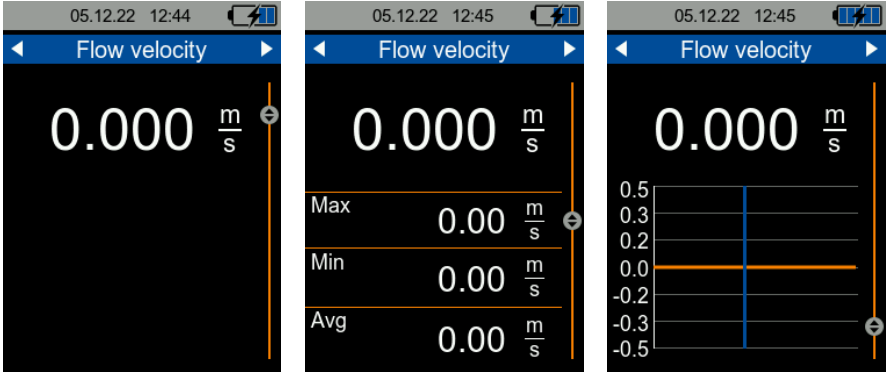 05.12.22 12:44
Flow velocity
0.000 m/s
05.12.22 12:45
Flow velocity
0.000 m/s
Max
0.00 m/s
Min
0.00 m/s
Avg
0.00 m/s
05.12.22 12:45
Flow velocity
0.000 m/s
0.5
0.3
0.2
0.0
-0.2
-0.3
-0.5